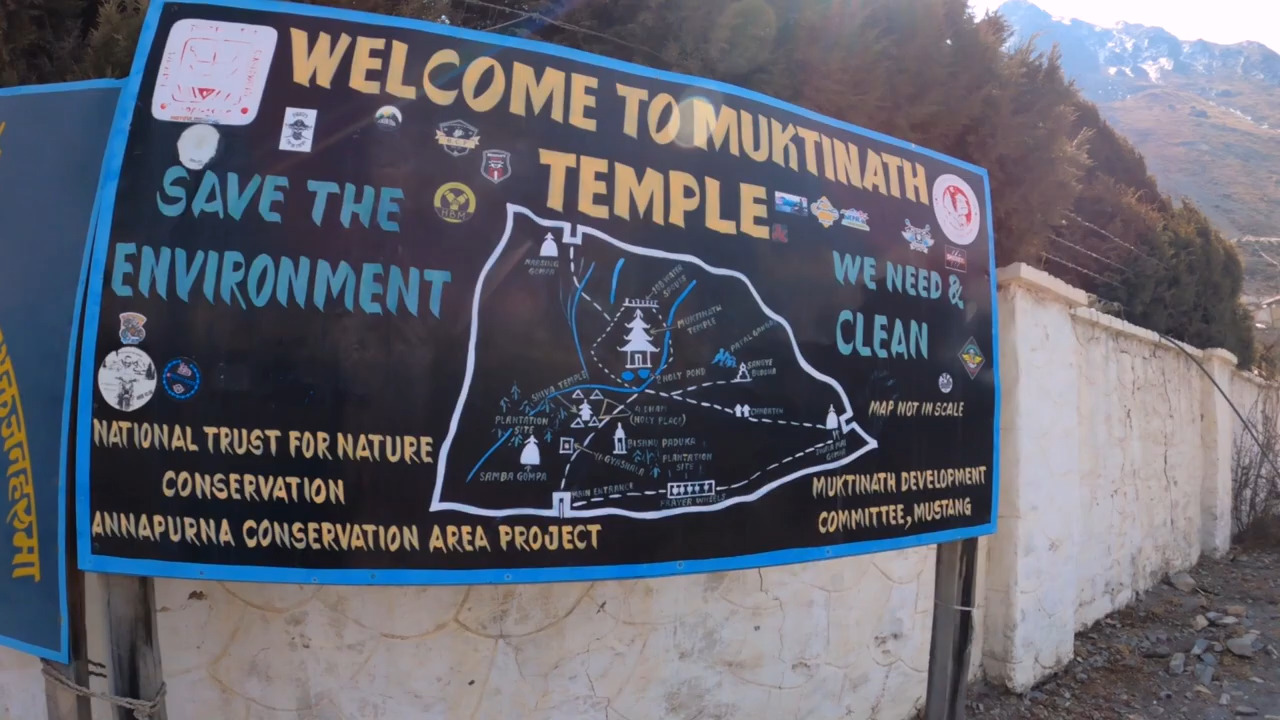 WELCOME TO MUKTINATH
TEMPLE
SAVE THE
ENVIRONMENT
WE NEED &
CLEAN
MUKTINATH
TEMPLE
HOLY POND
SHIVA TEMPLE
PLANTATION
SITE
SAMBA GOMPA
(HOLY PLACE)
BISHNU PADUKA
PLANTATION
SITE
MAIN ENTRANCE
PRAYER WHEELS
MAP NOT IN SCALE
NATIONAL TRUST FOR NATURE
CONSERVATION
ANNAPURNA CONSERVATION AREA PROJECT
MUKTINATH DEVELOPMENT
COMMITTEE, MUSTANG